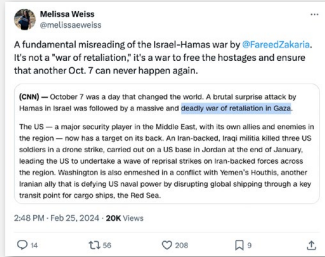 Melissa Weiss
@melissaeweiss
A fundamental misreading of the Israel-Hamas war by @FareedZakaria.
It's not a "war of retaliation," it's a war to free the hostages and ensure
that another Oct. 7 can never happen again.
(CNN) — October 7 was a day that changed the world. A brutal surprise attack by
Hamas in Israel was followed by a massive and deadly war of retaliation in Gaza.
The US — a major security player in the Middle East, with its own allies and enemies in
the region — now has a target on its back. An Iran-backed, Iraqi militia killed three US
soldiers in a drone strike, carried out on a US base in Jordan at the end of January,
leading the US to undertake a wave of reprisal strikes on Iran-backed forces across
the region. Washington is also enmeshed in a conflict with Yemen's Houthis, another
Iranian ally that is defying US naval power by disrupting global shipping through a key
transit point for cargo ships, the Red Sea.
2:48 PM · Feb 25, 2024 · 20K Views
14 56 208 9